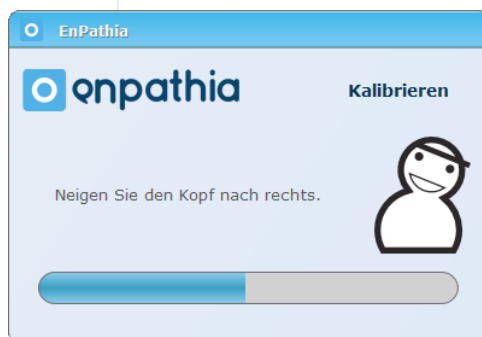 EnPathia
enpathia
Kalibrieren
Neigen Sie den Kopf nach rechts.